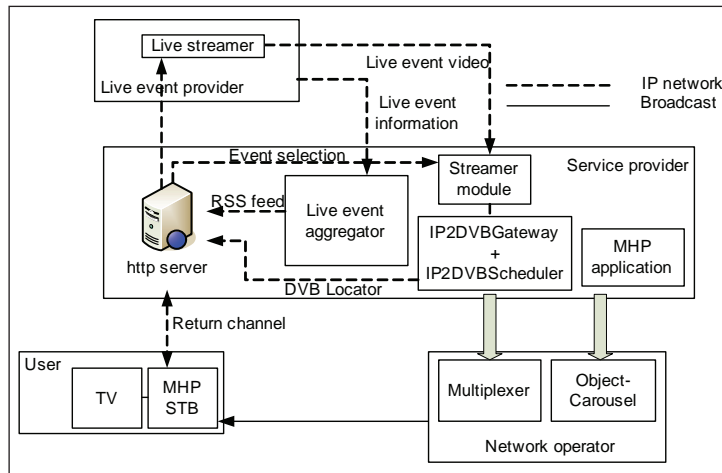 Live streamer
Live event provider
Live event video
IP network
Broadcast
Live event
information
Event selection
Streamer
module
Service provider
RSS feed
Live event
aggregator
http server
IP2DVBGateway
+
IP2DVBScheduler
MHP
application
DVB Locator
Return channel
User
TV
MHP
STB
Multiplexer
Object-
Carousel
Network operator